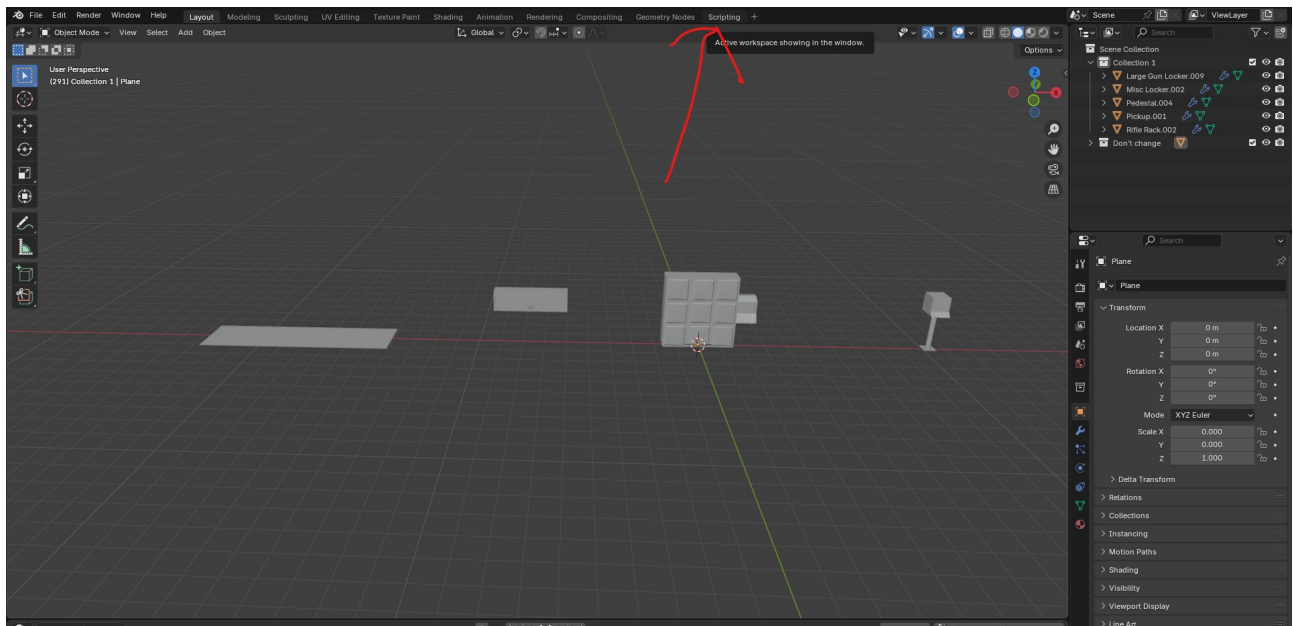 File Edit Render Window Help Layout Modeling Sculpting UV Editing Texture Paint Shading Animation Rendering Compositing Geometry Nodes Scripting + Scene ViewLayer
Object Mode View Select Add Object Global Search
Active workspace showing in the window.
Options
User Perspective
(291) Collection 1 | Plane
Z
X
Scene Collection
Collection 1
Large Gun Locker.009
Misc Locker.002
Pedestal.004
Pickup.001
Rifle Rack.002
Don't change
Search
Plane
Plane
Transform
Location X 0 m
Y 0 m
Z 0 m
Rotation X 0°
Y 0°
Z 0°
Mode XYZ Euler
Scale X 0.000
Y 0.000
Z 1.000
Delta Transform
Relations
Collections
Instancing
Motion Paths
Shading
Visibility
Viewport Display
Line Art